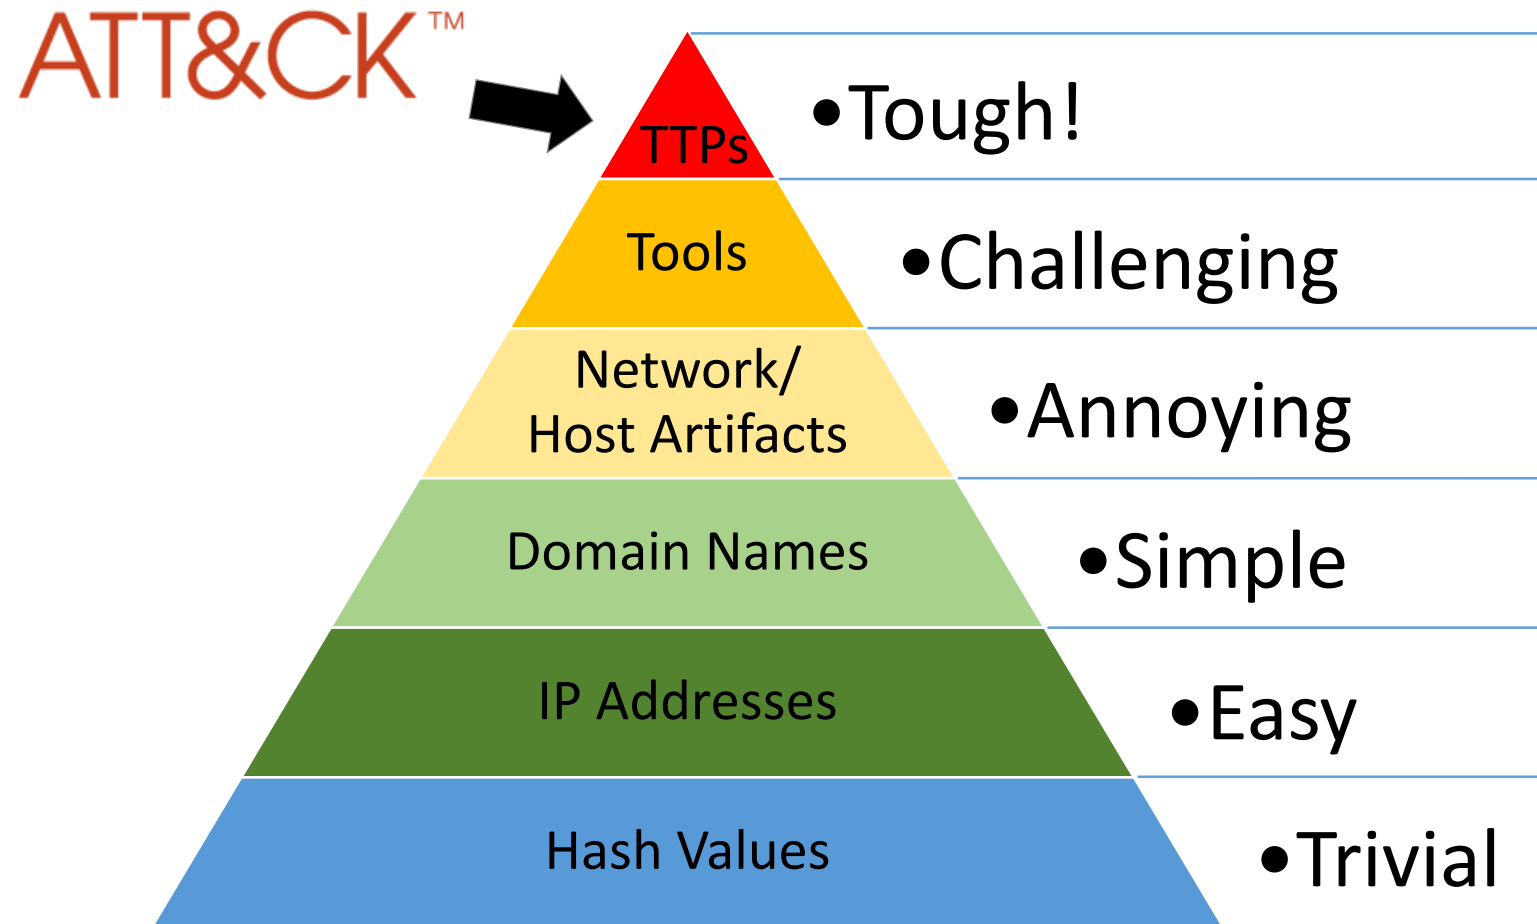 ATT&CK™
TTPs
•Tough!
Tools
•Challenging
Network/
Host Artifacts
•Annoying
Domain Names
•Simple
IP Addresses
•Easy
Hash Values
•Trivial